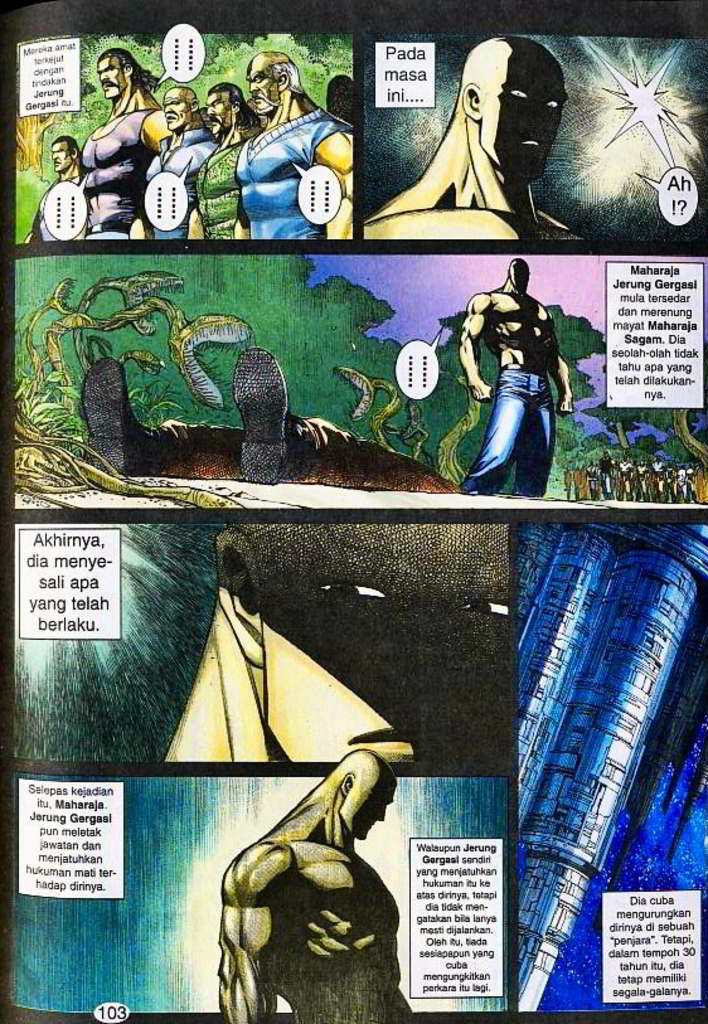 Mereka amat
terkejut
dengan
tindakan
Jerung
Gergasi itu.
Pada
masa
ini....
Ah
!?
Maharaja
Jerung Gergasi
mula tersedar
dan merenung
mayat Maharaja
Sagam. Dia
seolah-olah tidak
tahu apa yang
telah dilakukan-
nya.
Akhirnya,
dia menye-
sali apa
yang telah
berlaku.
Selepas kejadian
itu, Maharaja.
Jerung Gergasi
pun meletak
jawatan dan
menjatuhkan
hukuman mati ter-
hadap dirinya.
Walaupun Jerung
Gergasi sendiri
yang menjatuhkan
hukuman itu ke
atas dirinya, tetapi
dia tidak men-
gatakan bila ianya
mesti dijalankan.
Oleh itu, tiada
sesiapapun yang
cuba
mengungkitkan
perkara itu lagi.
Dia cuba
mengurungkan
dirinya di sebuah
"penjara". Tetapi,
dalam tempoh 30
tahun itu, dia
tetap memiliki
segala-galanya.
103